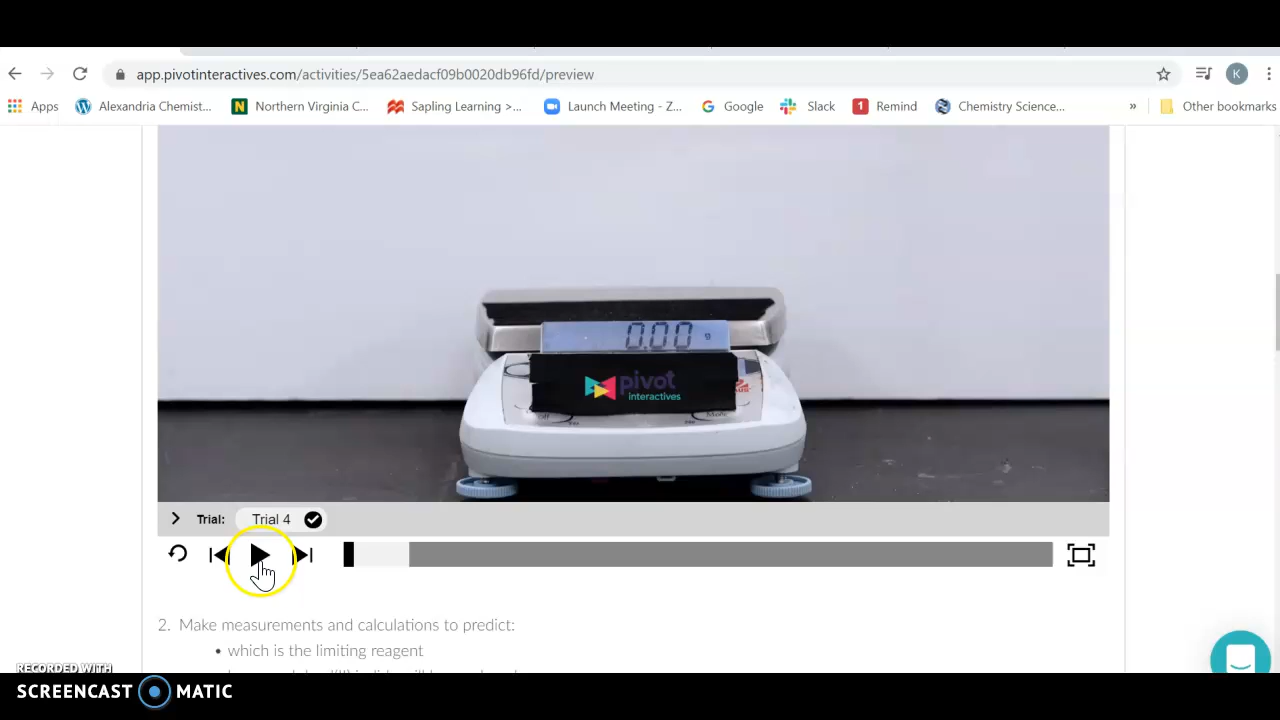 app.pivotinteractives.com/activities/5ea62aedacf09b0020db96fd/preview
K
Apps
Alexandria Chemist...
N
Northern Virginia C...
Sapling Learning >...
Launch Meeting - Z...
Google
Slack
1
Remind
Chemistry Science...
»
Other bookmarks
0.00 g
pivot
interactives
Trial:
Trial 4
2. Make measurements and calculations to predict:
• which is the limiting reagent
RECORDED WITH
SCREENCAST MATIC